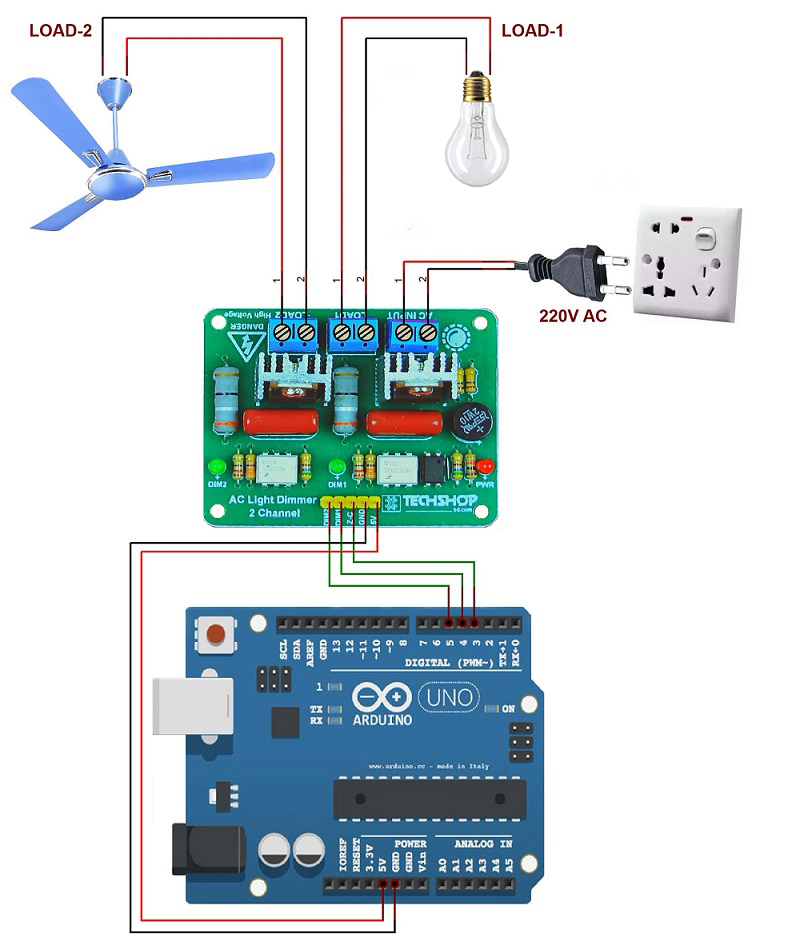 LOAD-2
LOAD-1
220V AC
1
2
1
2
1
2
DANGER
High Voltage
LOAD2
LOAD1
AC INPUT
DIM2
DIM1
PWR
AC Light Dimmer
2 Channel
TECHSHOP
bd.com
DIM2
DIM1
Z-C
GND
5V
SCL
SDA
AREF
GND
13
12
~11
~10
~9
8
7
6
5
4
3
2
TX→1
RX←0
DIGITAL (PWM~)
1
TX
RX
UNO
ON
ARDUINO
www.arduino.cc - made in Italy
POWER
ANALOG IN
IOREF
RESET
3.3V
5V
GND
GND
Vin
A0
A1
A2
A3
A4
A5